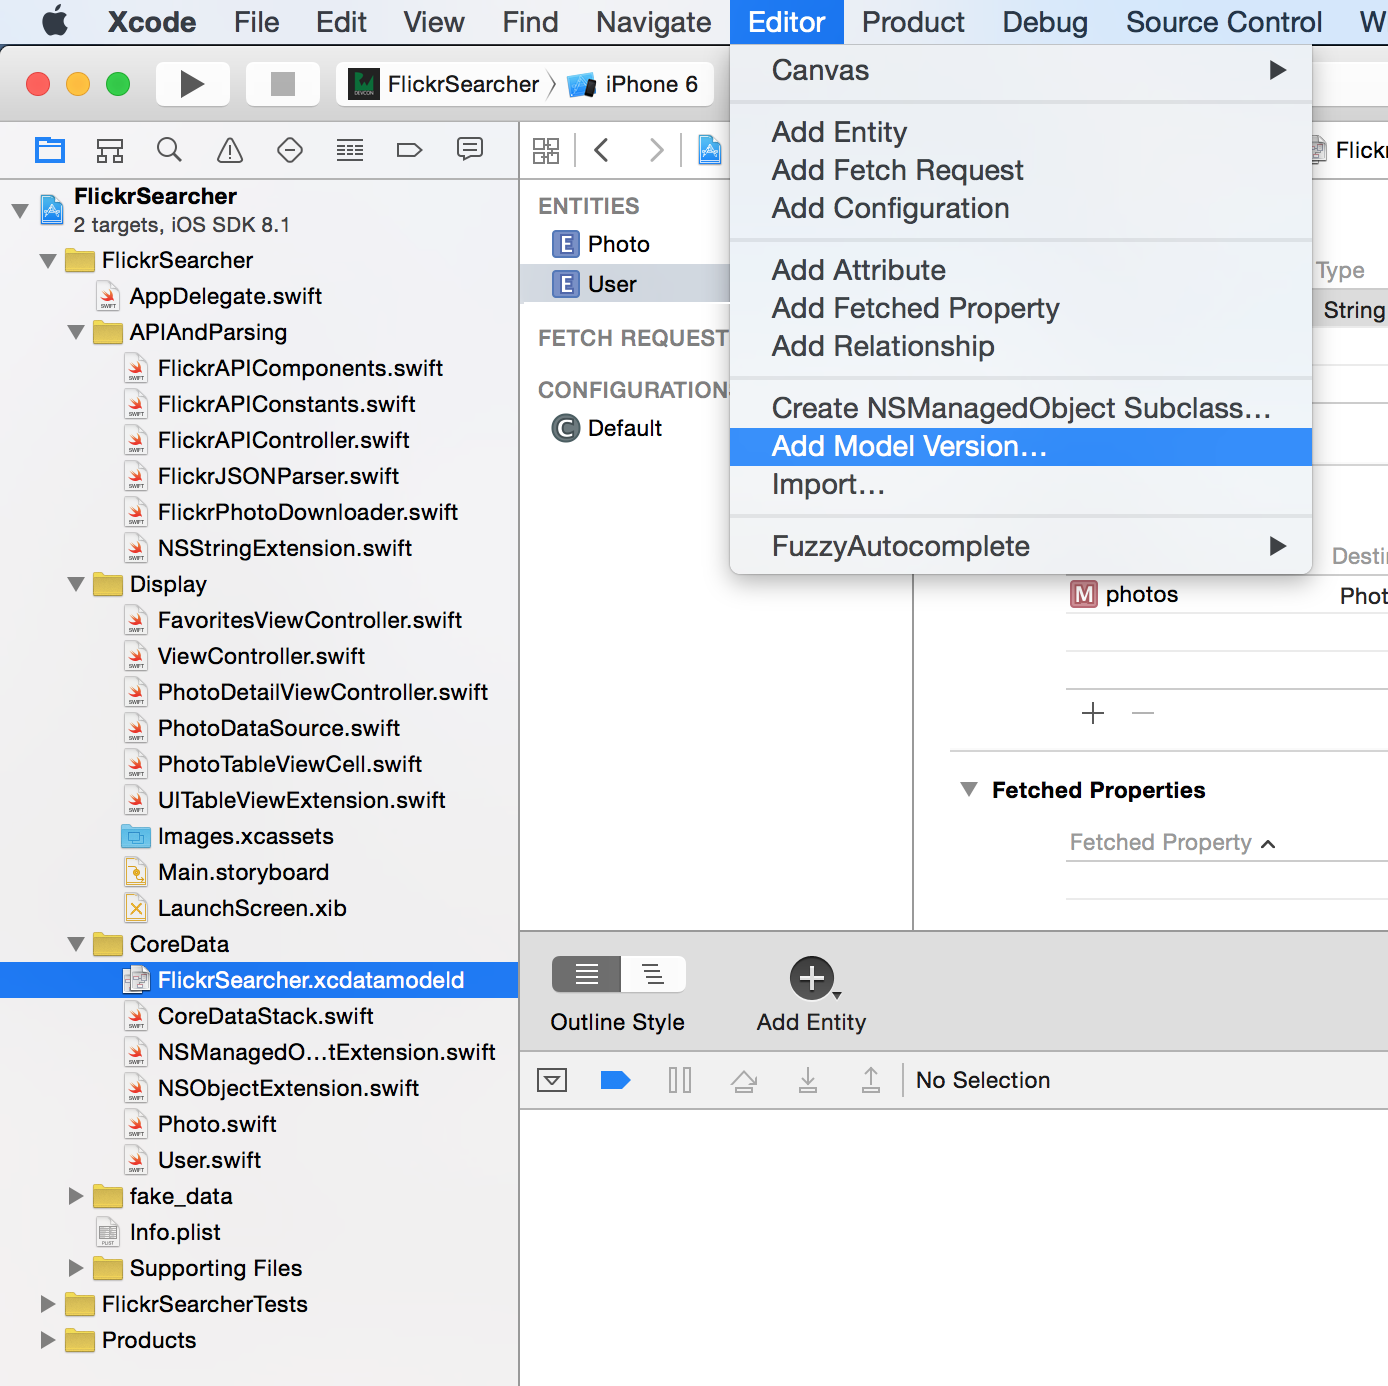 Xcode File Edit View Find Navigate Editor Product Debug Source Control W
FlickrSearcher iPhone 6
Canvas
Add Entity
Add Fetch Request
Add Configuration
Add Attribute
Add Fetched Property
Add Relationship
Create NSManagedObject Subclass...
Add Model Version...
Import...
FuzzyAutocomplete
Flickr
FlickrSearcher
2 targets, iOS SDK 8.1
FlickrSearcher
AppDelegate.swift
APIAndParsing
FlickrAPIComponents.swift
FlickrAPIConstants.swift
FlickrAPIController.swift
FlickrJSONParser.swift
FlickrPhotoDownloader.swift
NSStringExtension.swift
Display
FavoritesViewController.swift
ViewController.swift
PhotoDetailViewController.swift
PhotoDataSource.swift
PhotoTableViewCell.swift
UITableViewExtension.swift
Images.xcassets
Main.storyboard
LaunchScreen.xib
CoreData
FlickrSearcher.xcdatamodeld
CoreDataStack.swift
NSManagedO...tExtension.swift
NSObjectExtension.swift
Photo.swift
User.swift
fake_data
Info.plist
Supporting Files
FlickrSearcherTests
Products
ENTITIES
E Photo
E User
FETCH REQUEST
CONFIGURATION
C Default
Type
String
Desti
M photos Phot
Fetched Properties
Fetched Property
Outline Style
Add Entity
No Selection